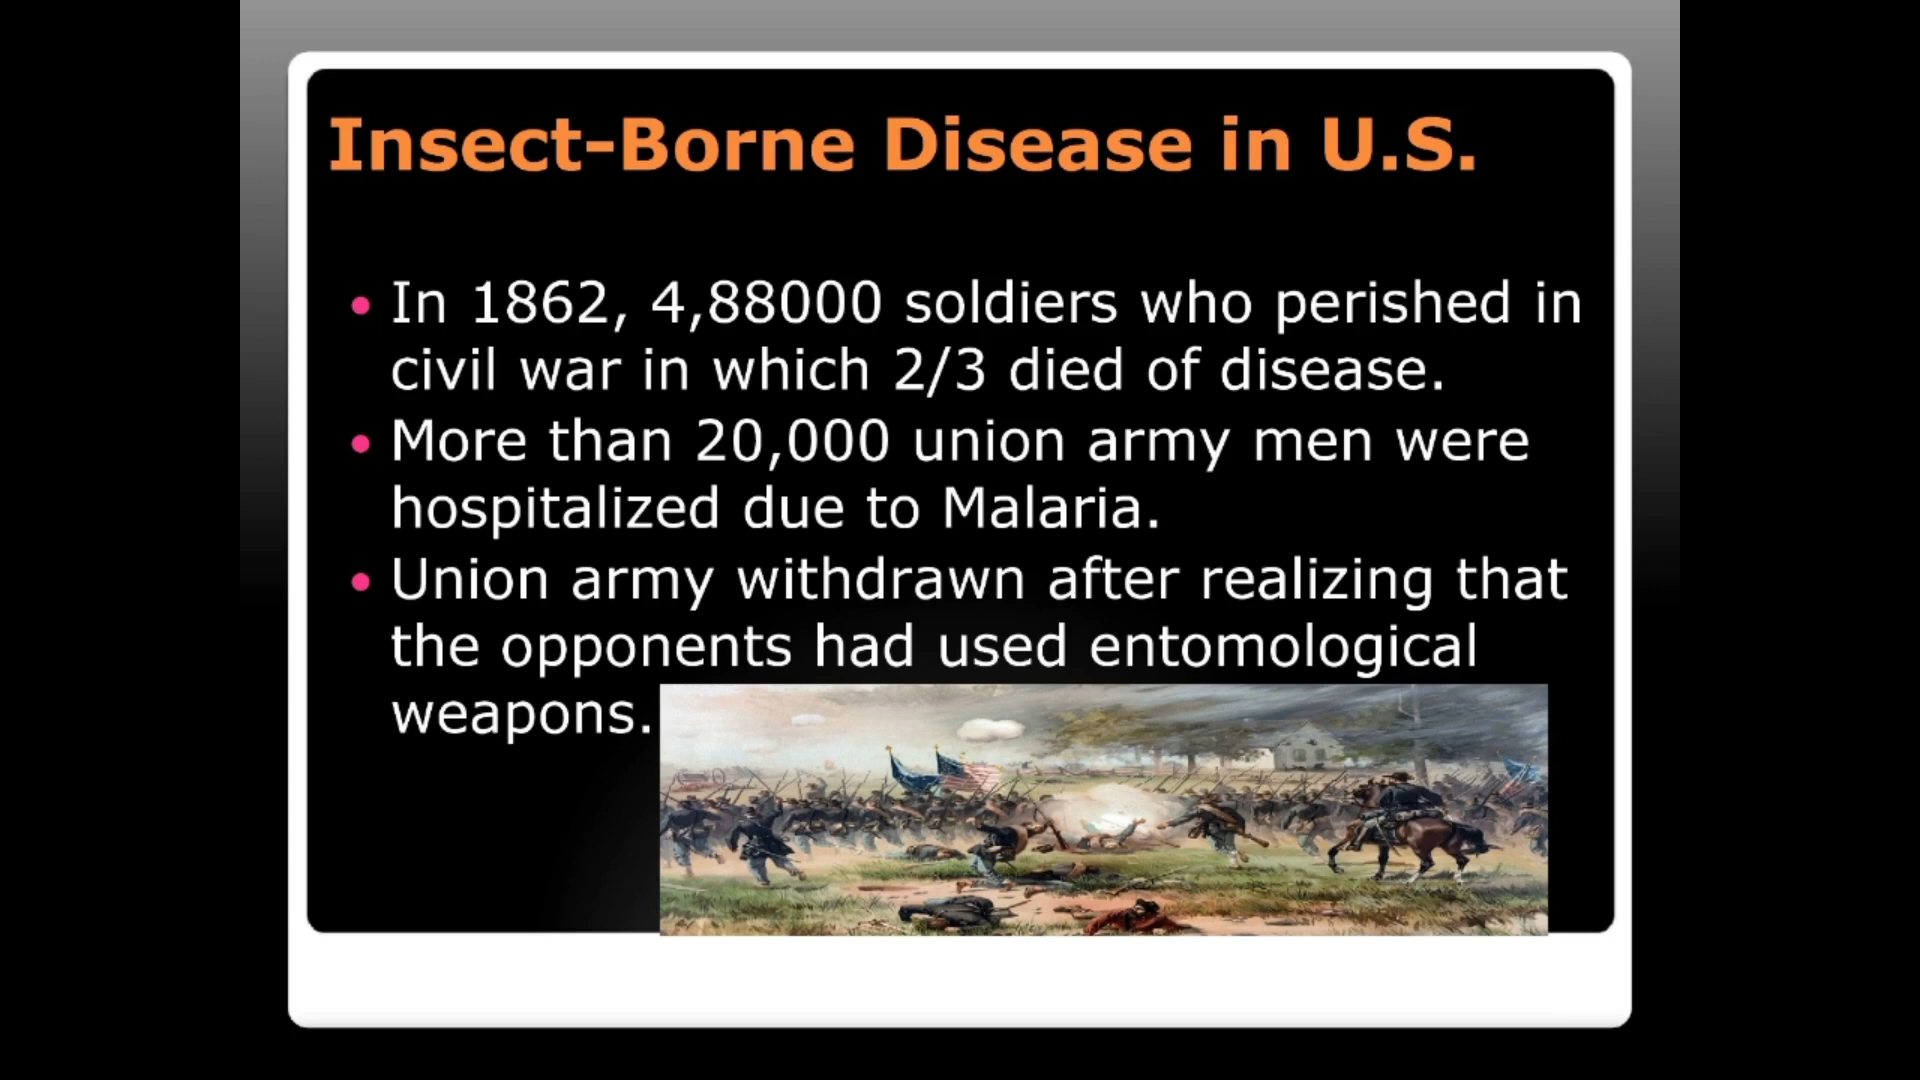 Insect-Borne Disease in U.S.
• In 1862, 4,88000 soldiers who perished in
civil war in which 2/3 died of disease.
• More than 20,000 union army men were
hospitalized due to Malaria.
• Union army withdrawn after realizing that
the opponents had used entomological
weapons.